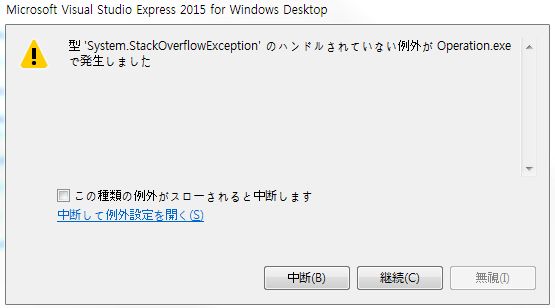 Microsoft Visual Studio Express 2015 for Windows Desktop
型 'System.StackOverflowException' のハンドルされていない例外が Operation.exe
で発生しました
この種類の例外がスローされると中断します
中断して例外設定を開く(S)
中断(B)
継続(C)
無視(I)